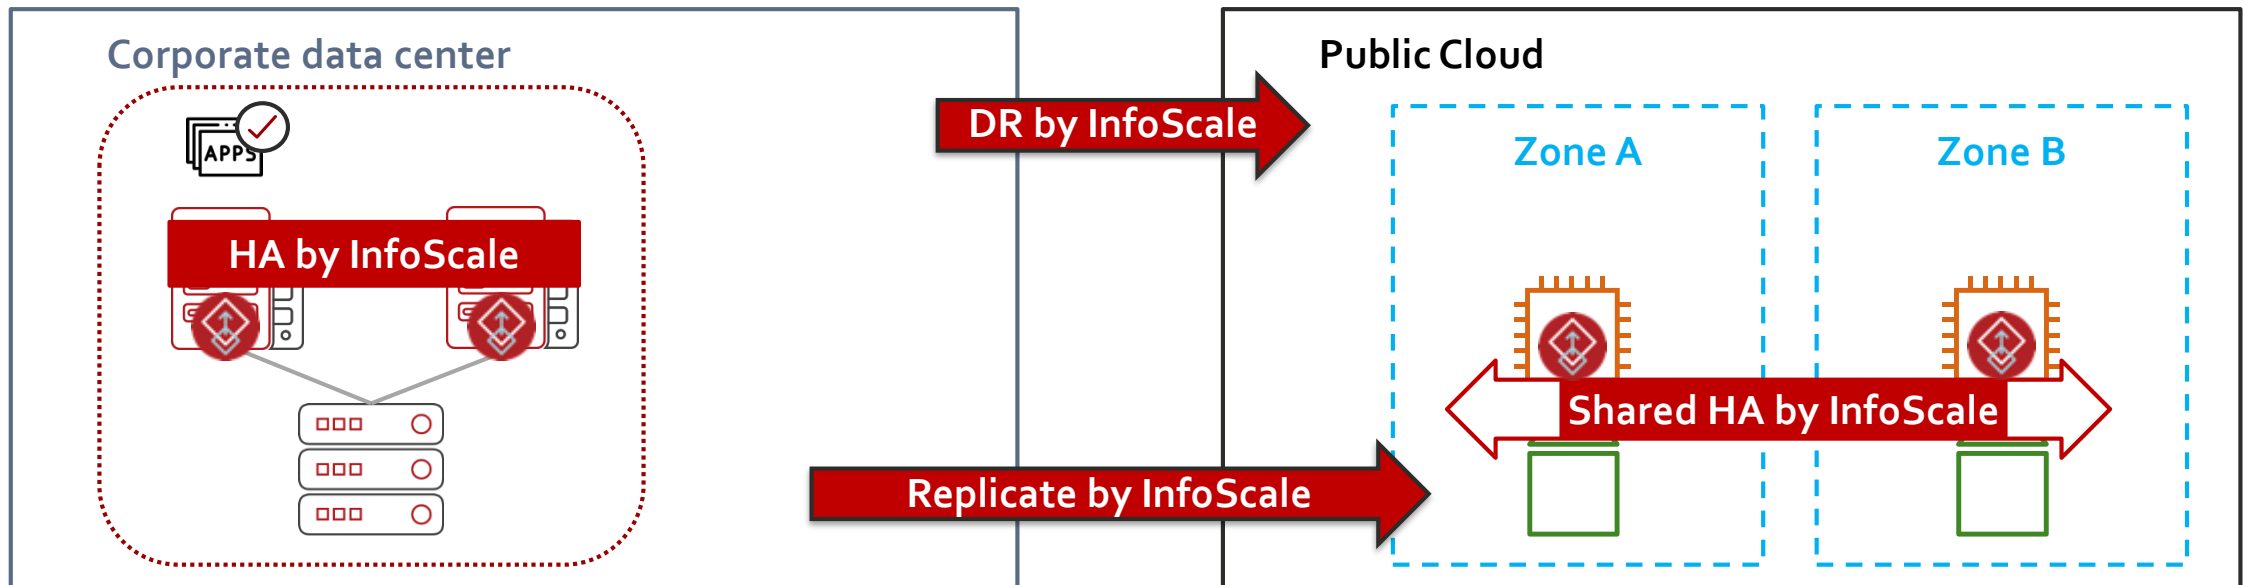 Corporate data center
APPS
HA by InfoScale
DR by InfoScale
Replicate by InfoScale
Public Cloud
Zone A
Zone B
Shared HA by InfoScale